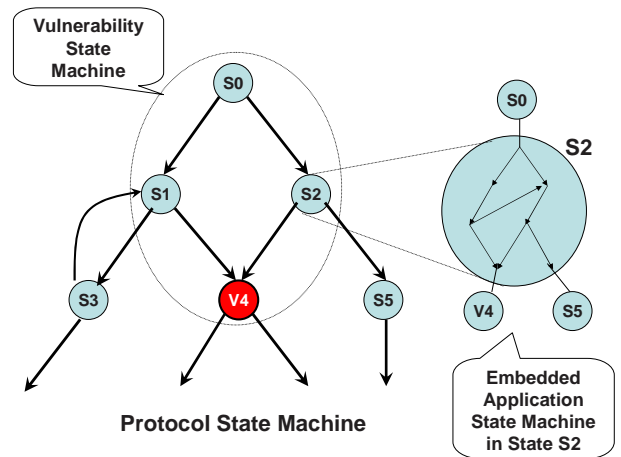 Vulnerability
State
Machine
S0
S1
S2
S3
V4
S5
Protocol State Machine
S0
S2
V4
S5
Embedded
Application
State Machine
in State S2